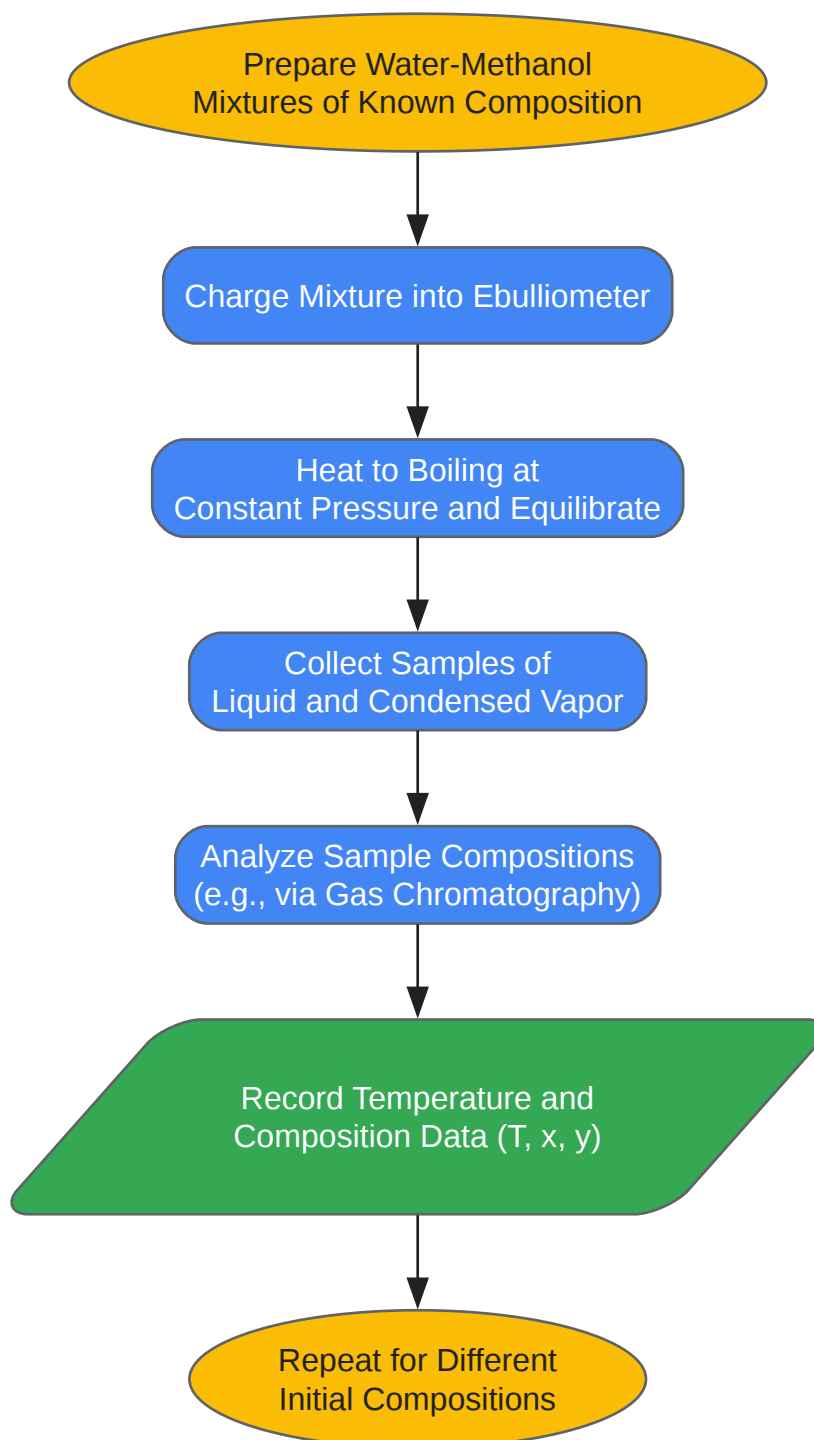 Prepare Water-Methanol
Mixtures of Known Composition
Charge Mixture into Ebulliometer
Heat to Boiling at
Constant Pressure and Equilibrate
Collect Samples of
Liquid and Condensed Vapor
Analyze Sample Compositions
(e.g., via Gas Chromatography)
Record Temperature and
Composition Data (T, x, y)
Repeat for Different
Initial Compositions